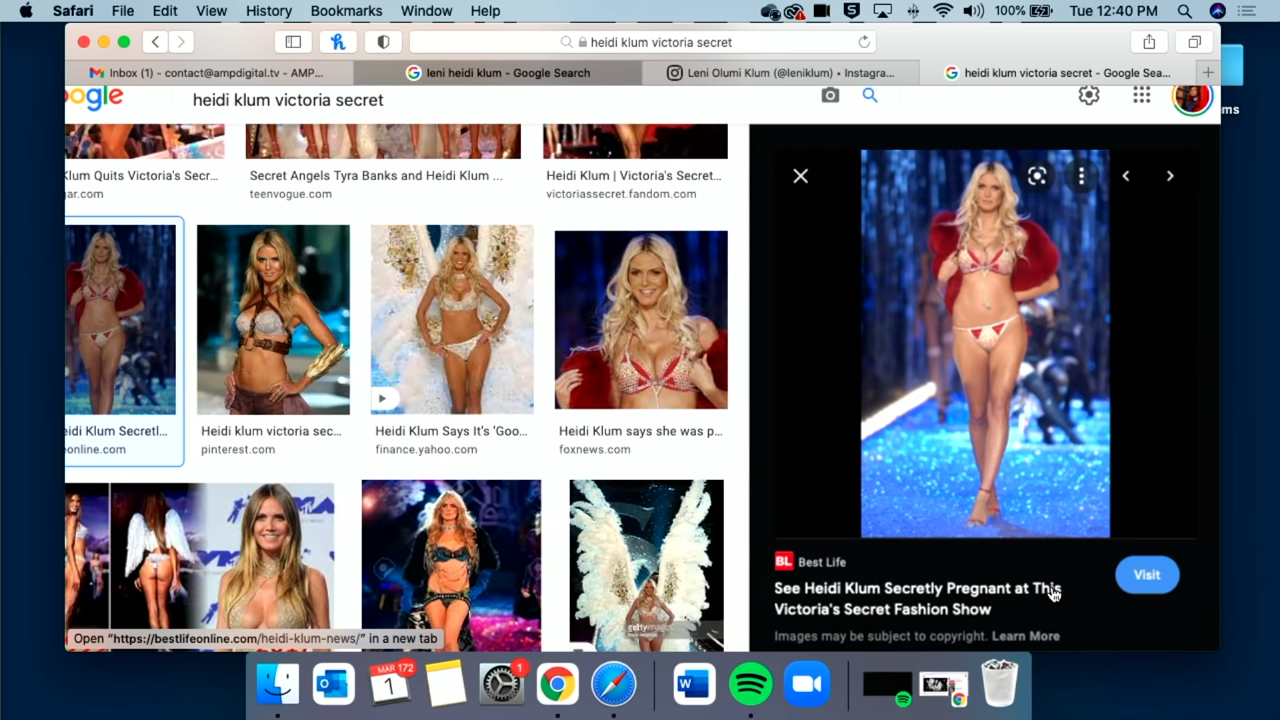 Safari File Edit View History Bookmarks Window Help
100% Tue 12:40 PM
heidi klum victoria secret
Inbox (1) - contact@ampdigital.tv - AMP...
leni heidi klum - Google Search
Leni Olumi Klum (@leniklum) • Instagra...
heidi klum victoria secret - Google Sea...
ogle
heidi klum victoria secret
ms
Klum Quits Victoria's Secr...
gar.com
Secret Angels Tyra Banks and Heidi Klum ...
teenvogue.com
Heidi Klum | Victoria's Secret...
victoriassecret.fandom.com
eidi Klum Secretl...
eonline.com
Heidi klum victoria sec...
pinterest.com
Heidi Klum Says It's 'Goo...
finance.yahoo.com
Heidi Klum says she was p...
foxnews.com
gettyimages
BL Best Life
See Heidi Klum Secretly Pregnant at This
Victoria's Secret Fashion Show
Visit
Images may be subject to copyright. Learn More
Open "https://bestlifeonline.com/heidi-klum-news/" in a new tab
MAR 172
1
1
W